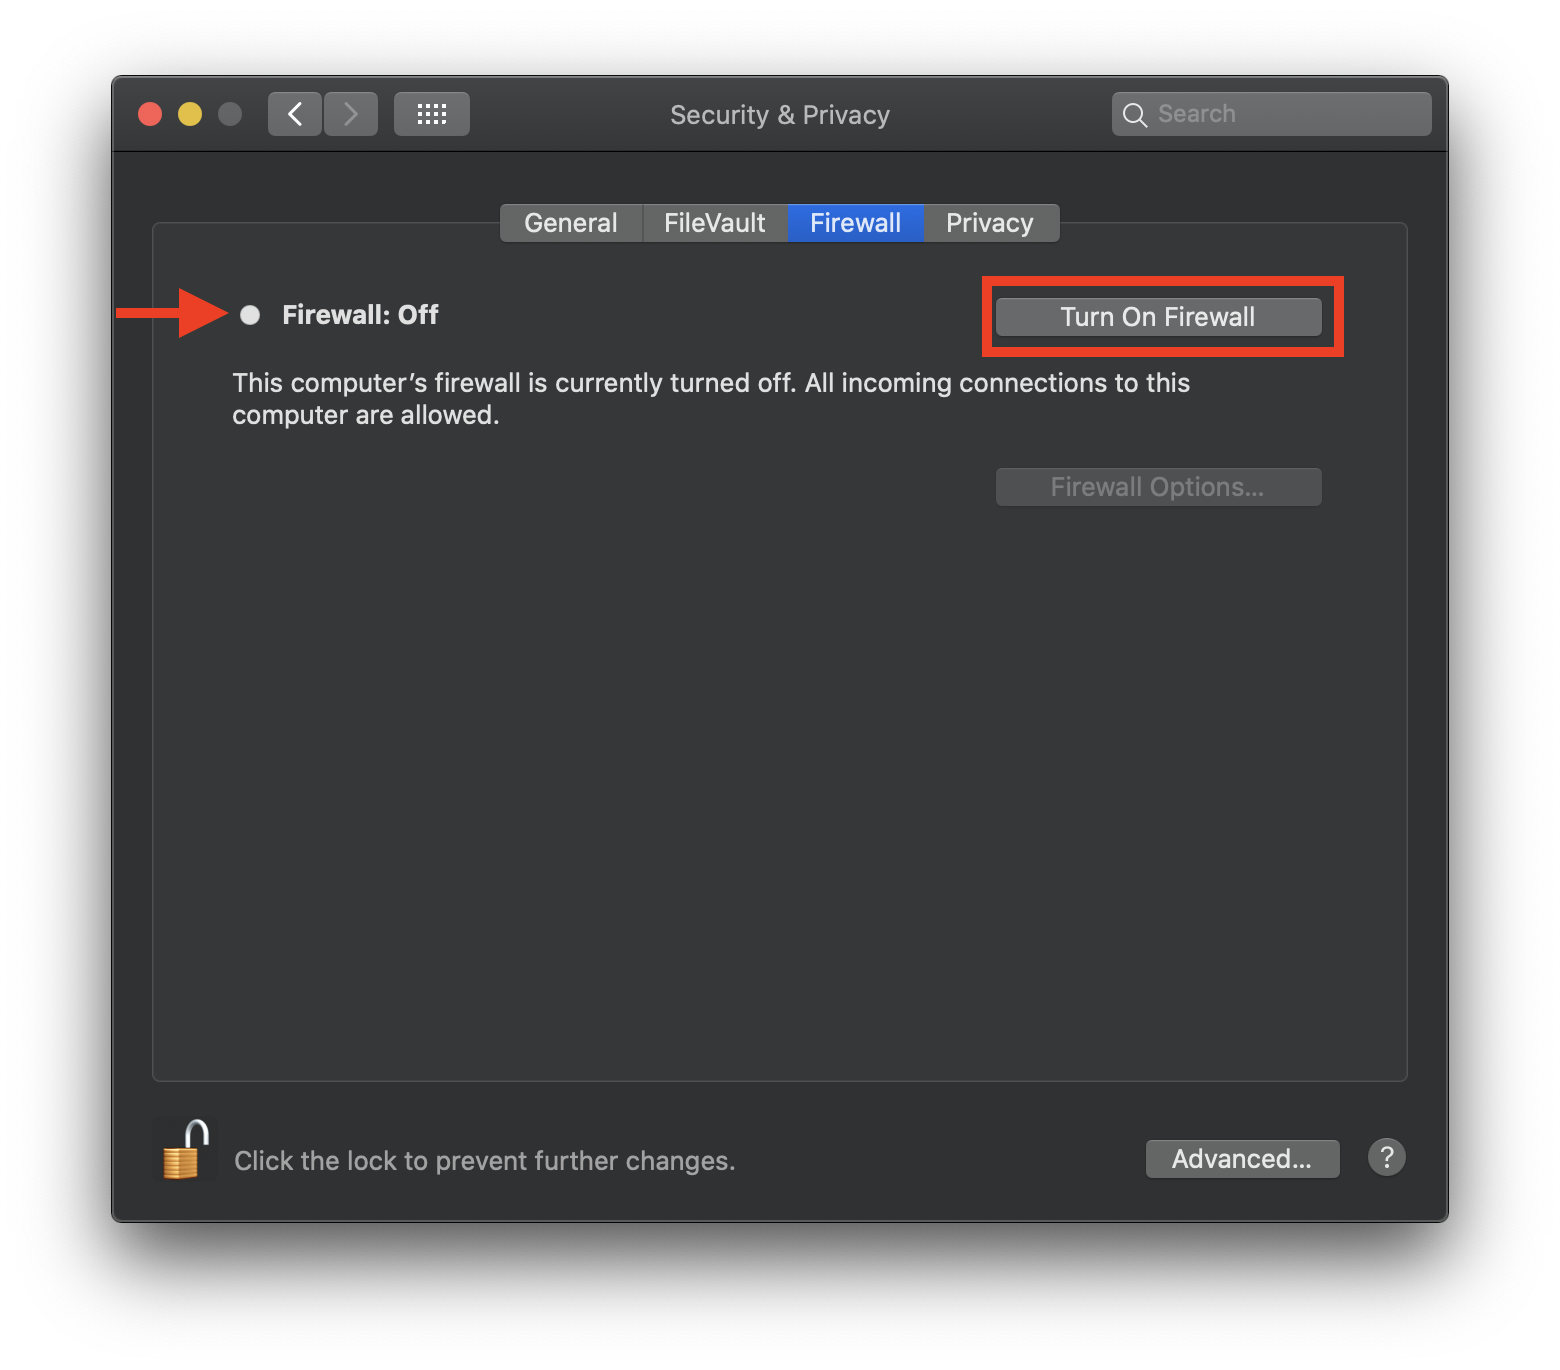 Security & Privacy
Search
General
FileVault
Firewall
Privacy
Firewall: Off
Turn On Firewall
This computer’s firewall is currently turned off. All incoming connections to this
computer are allowed.
Firewall Options...
Click the lock to prevent further changes.
Advanced...
?